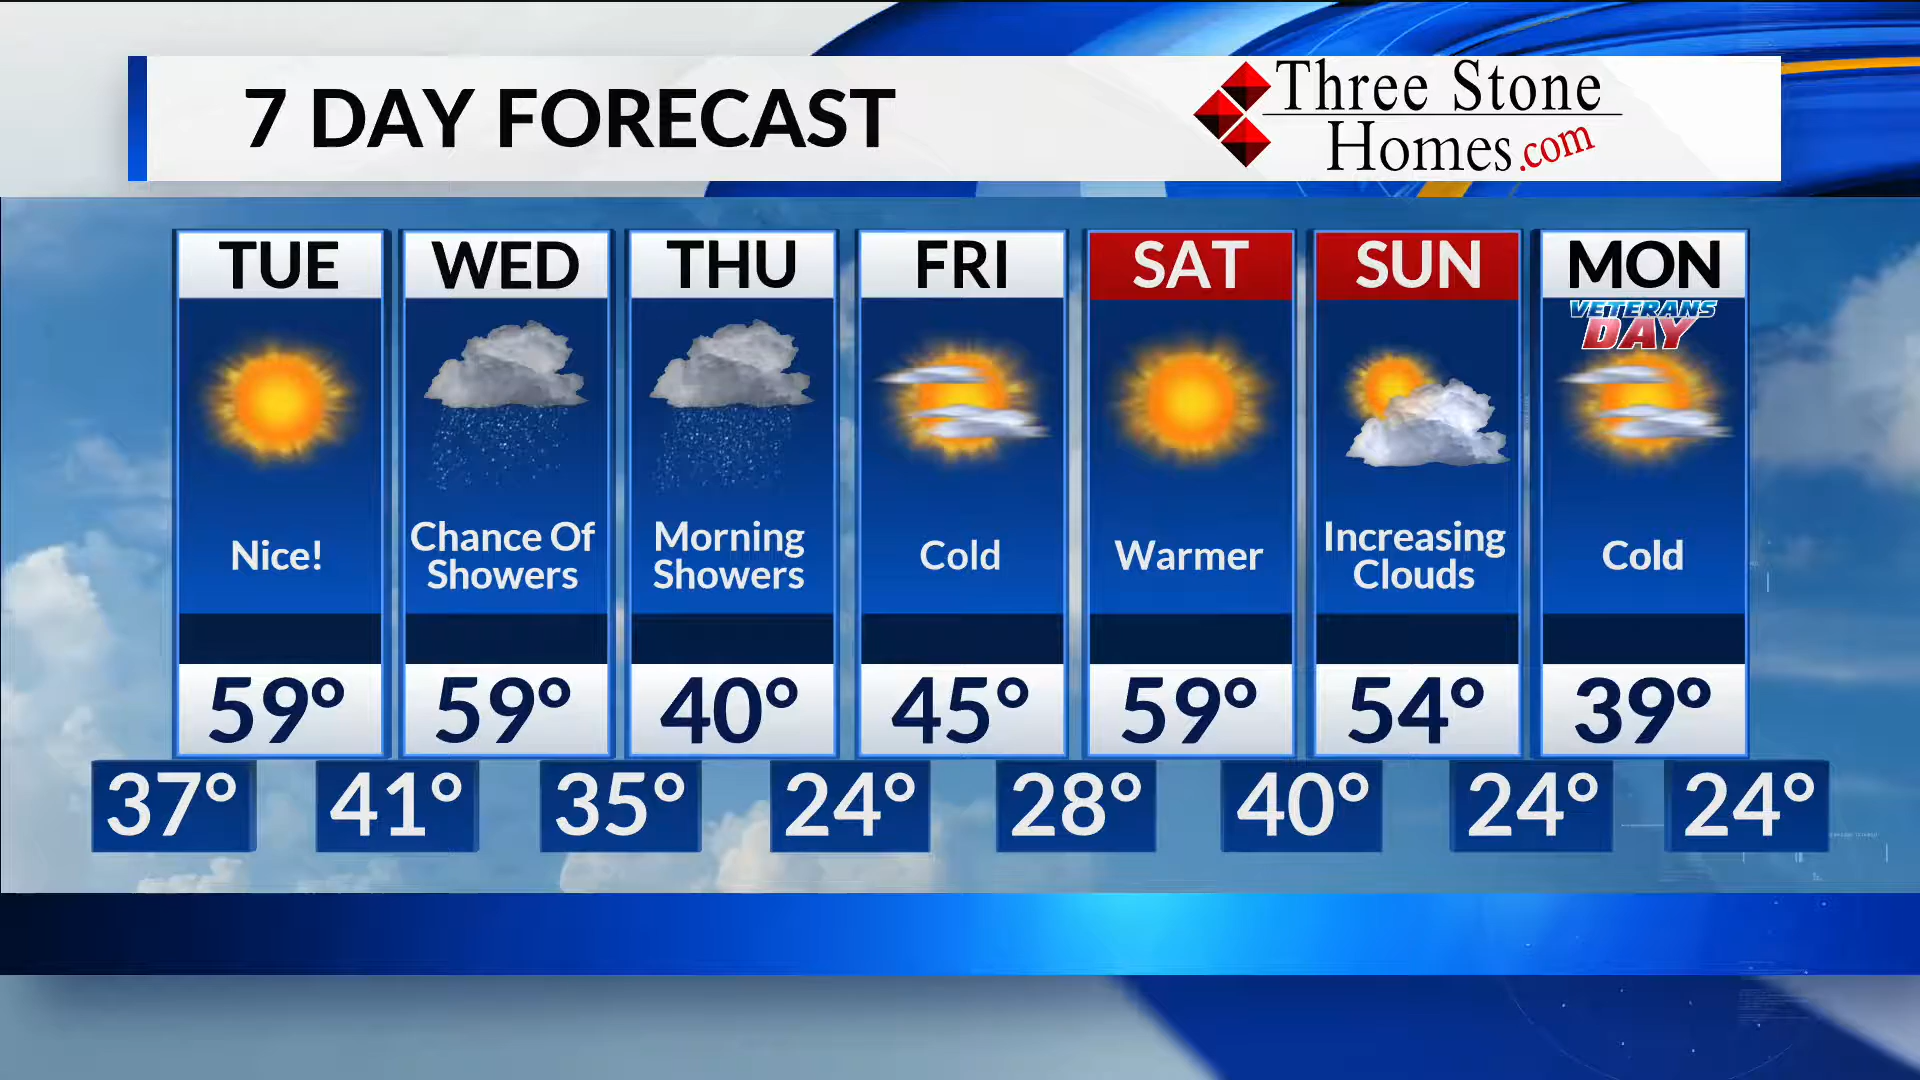 7 DAY FORECAST
Three Stone
Homes.com
TUE WED THU FRI SAT SUN MON
VETERANS
DAY
Nice!
Chance Of
Showers
Morning
Showers
Cold
Warmer
Increasing
Clouds
Cold
59° 59° 40° 45° 59° 54° 39°
37° 41° 35° 24° 28° 40° 24° 24°